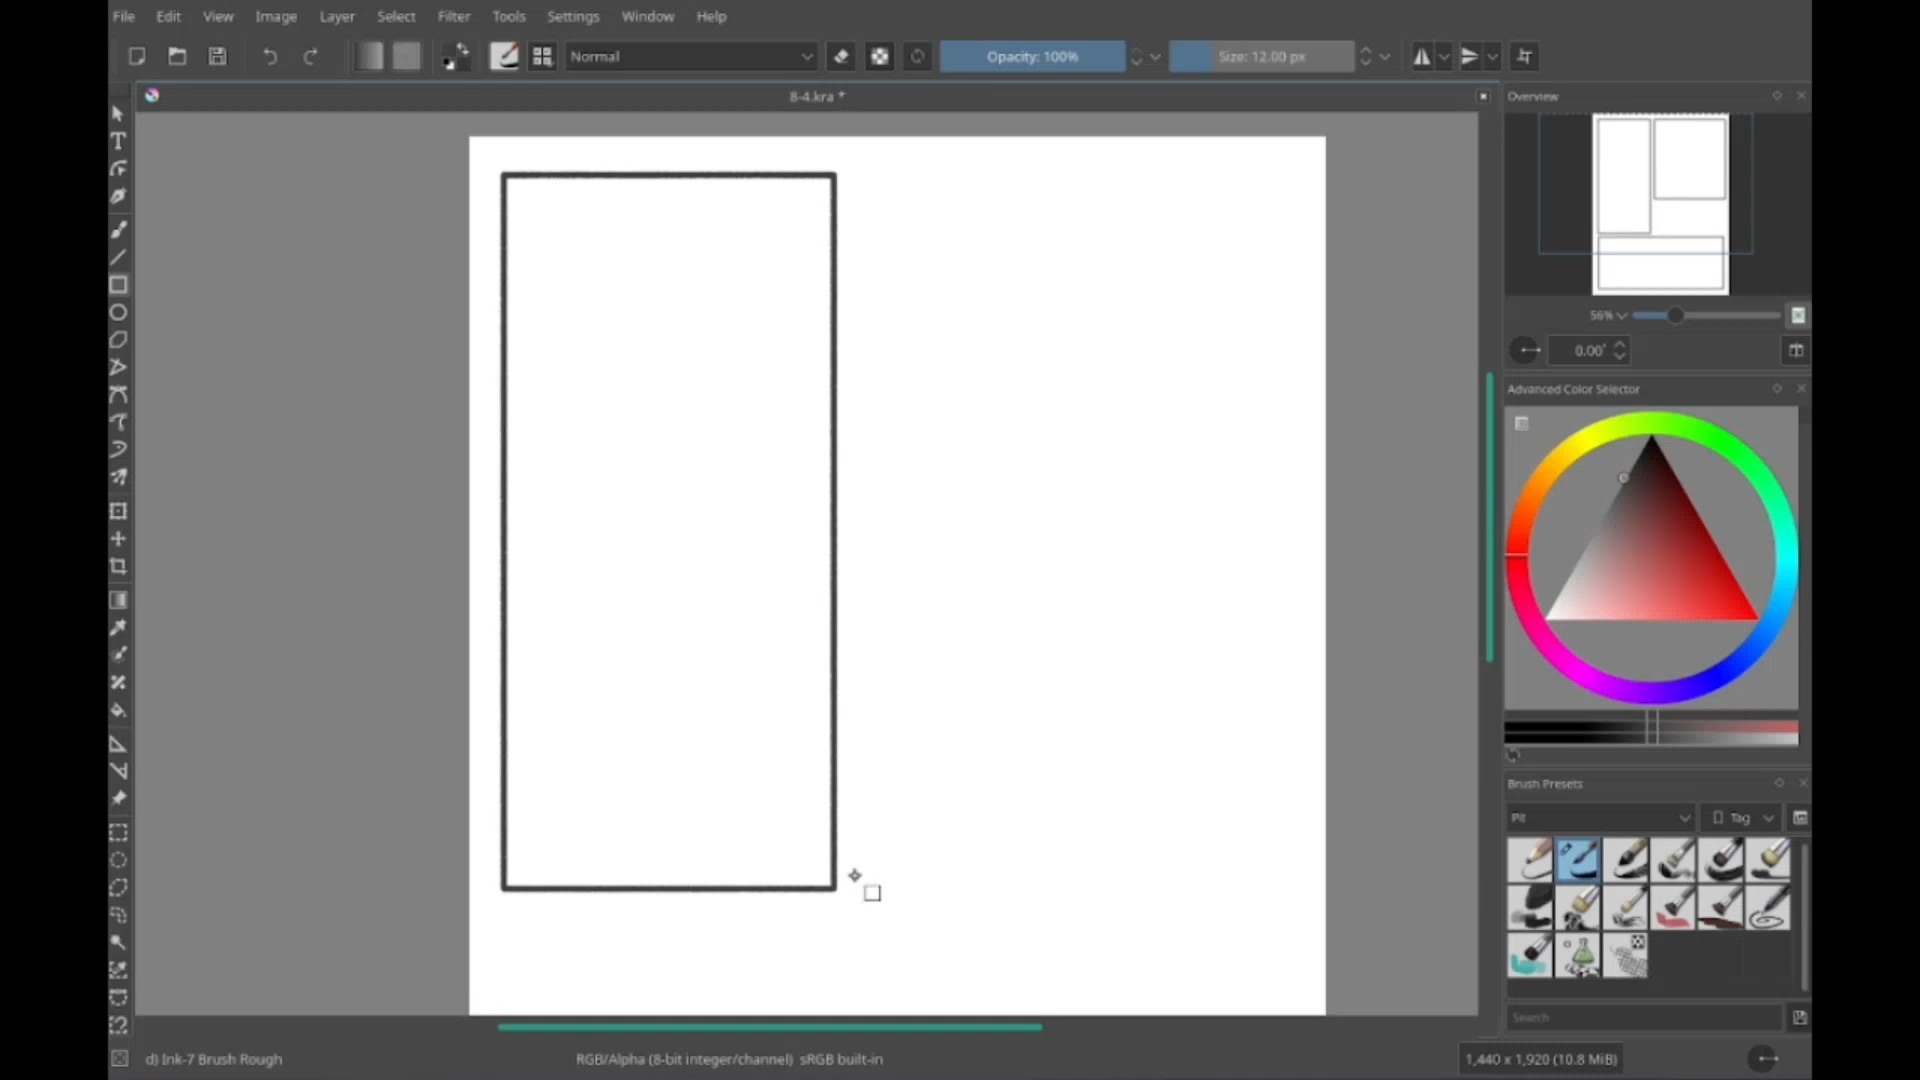 File Edit View Image Layer Select Filter Tools Settings Window Help
Normal Opacity: 100% Size: 12.00 px
8-4.kra *
Overview
56%
0.00°
Advanced Color Selector
Brush Presets
Tag
Search
d) Ink-7 Brush Rough RGB/Alpha (8-bit integer/channel) sRGB built-in 1,440 x 1,920 (10.8 MiB)